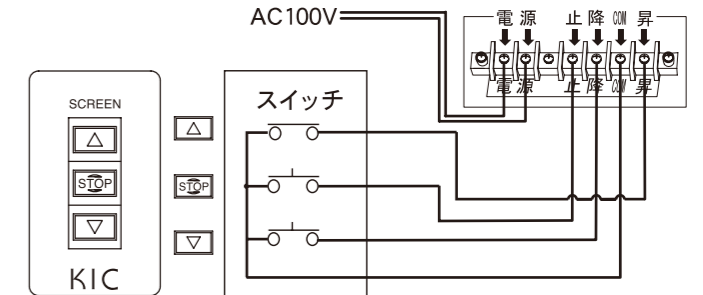 AC100V
電源 止 降 COM 昇
電源 止 降 COM 昇
SCREEN
STOP
KIC
STOP
スイッチ